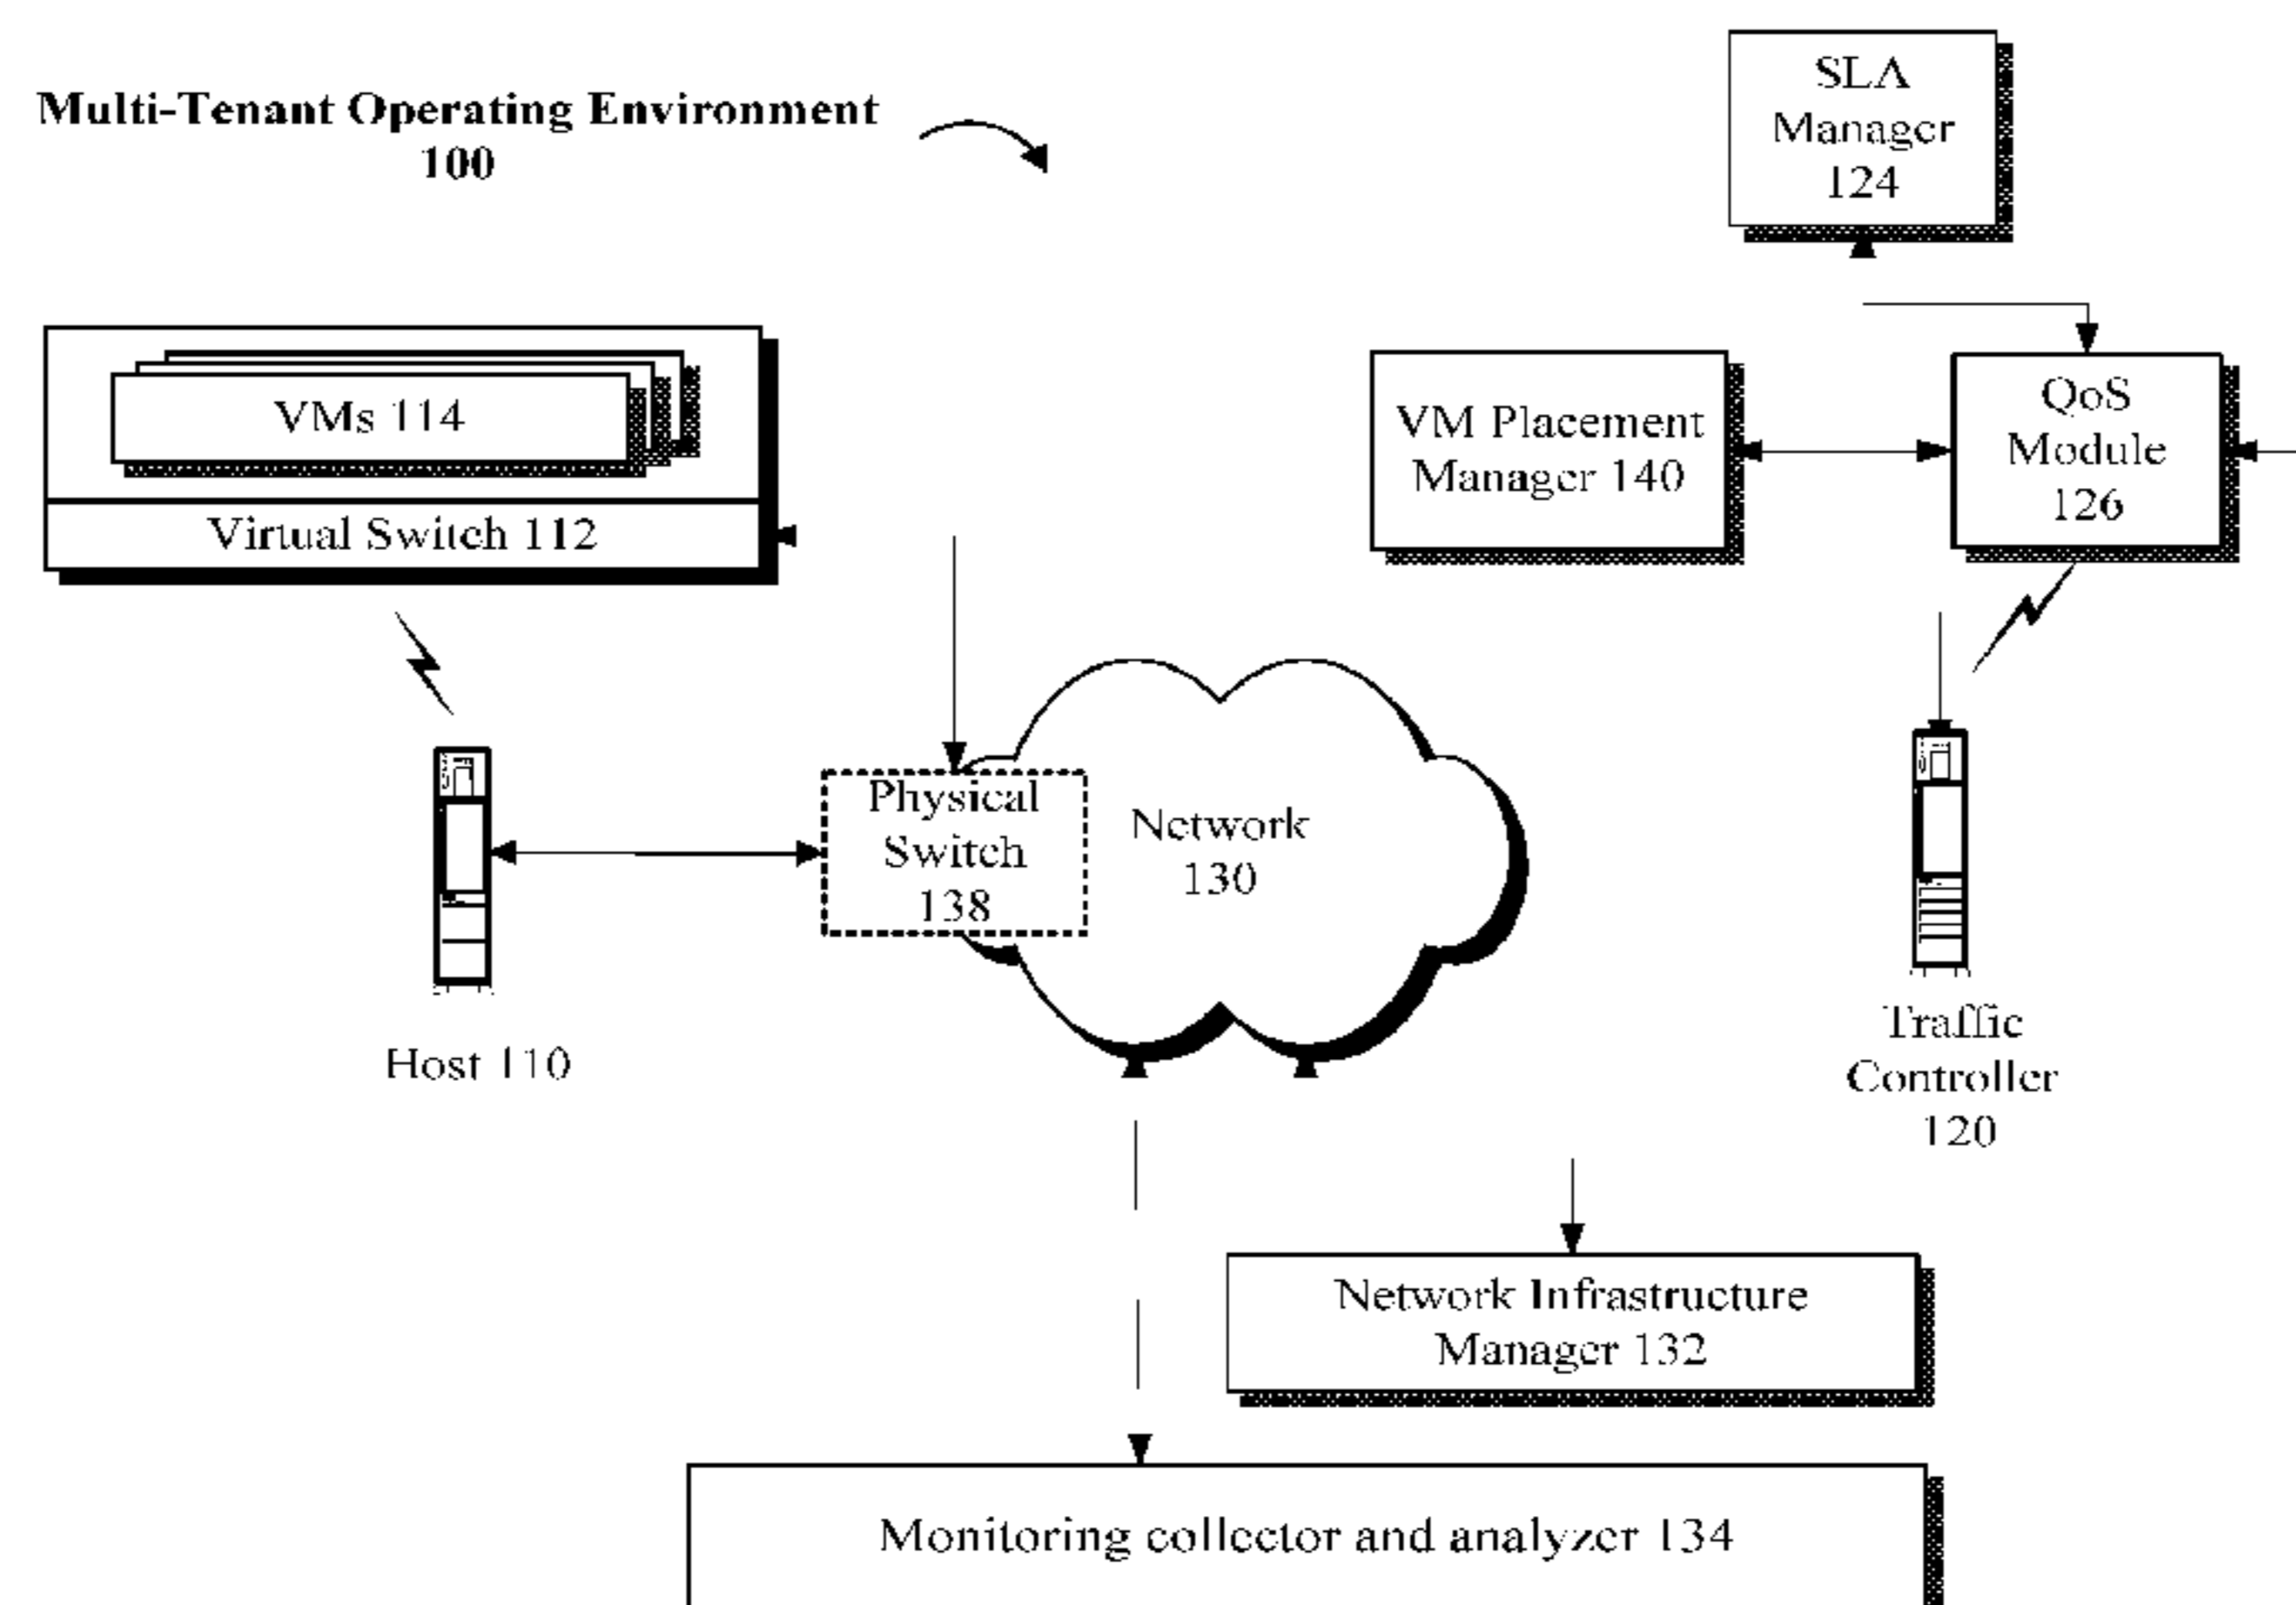 Multi-Tenant Operating Environment
100
SLA
Manager
124
VMs 114
Virtual Switch 112
VM Placement
Manager 140
QoS
Module
126
Physical
Switch
138
Network
130
Host 110
Traffic
Controller
120
Network Infrastructure
Manager 132
Monitoring collector and analyzer 134